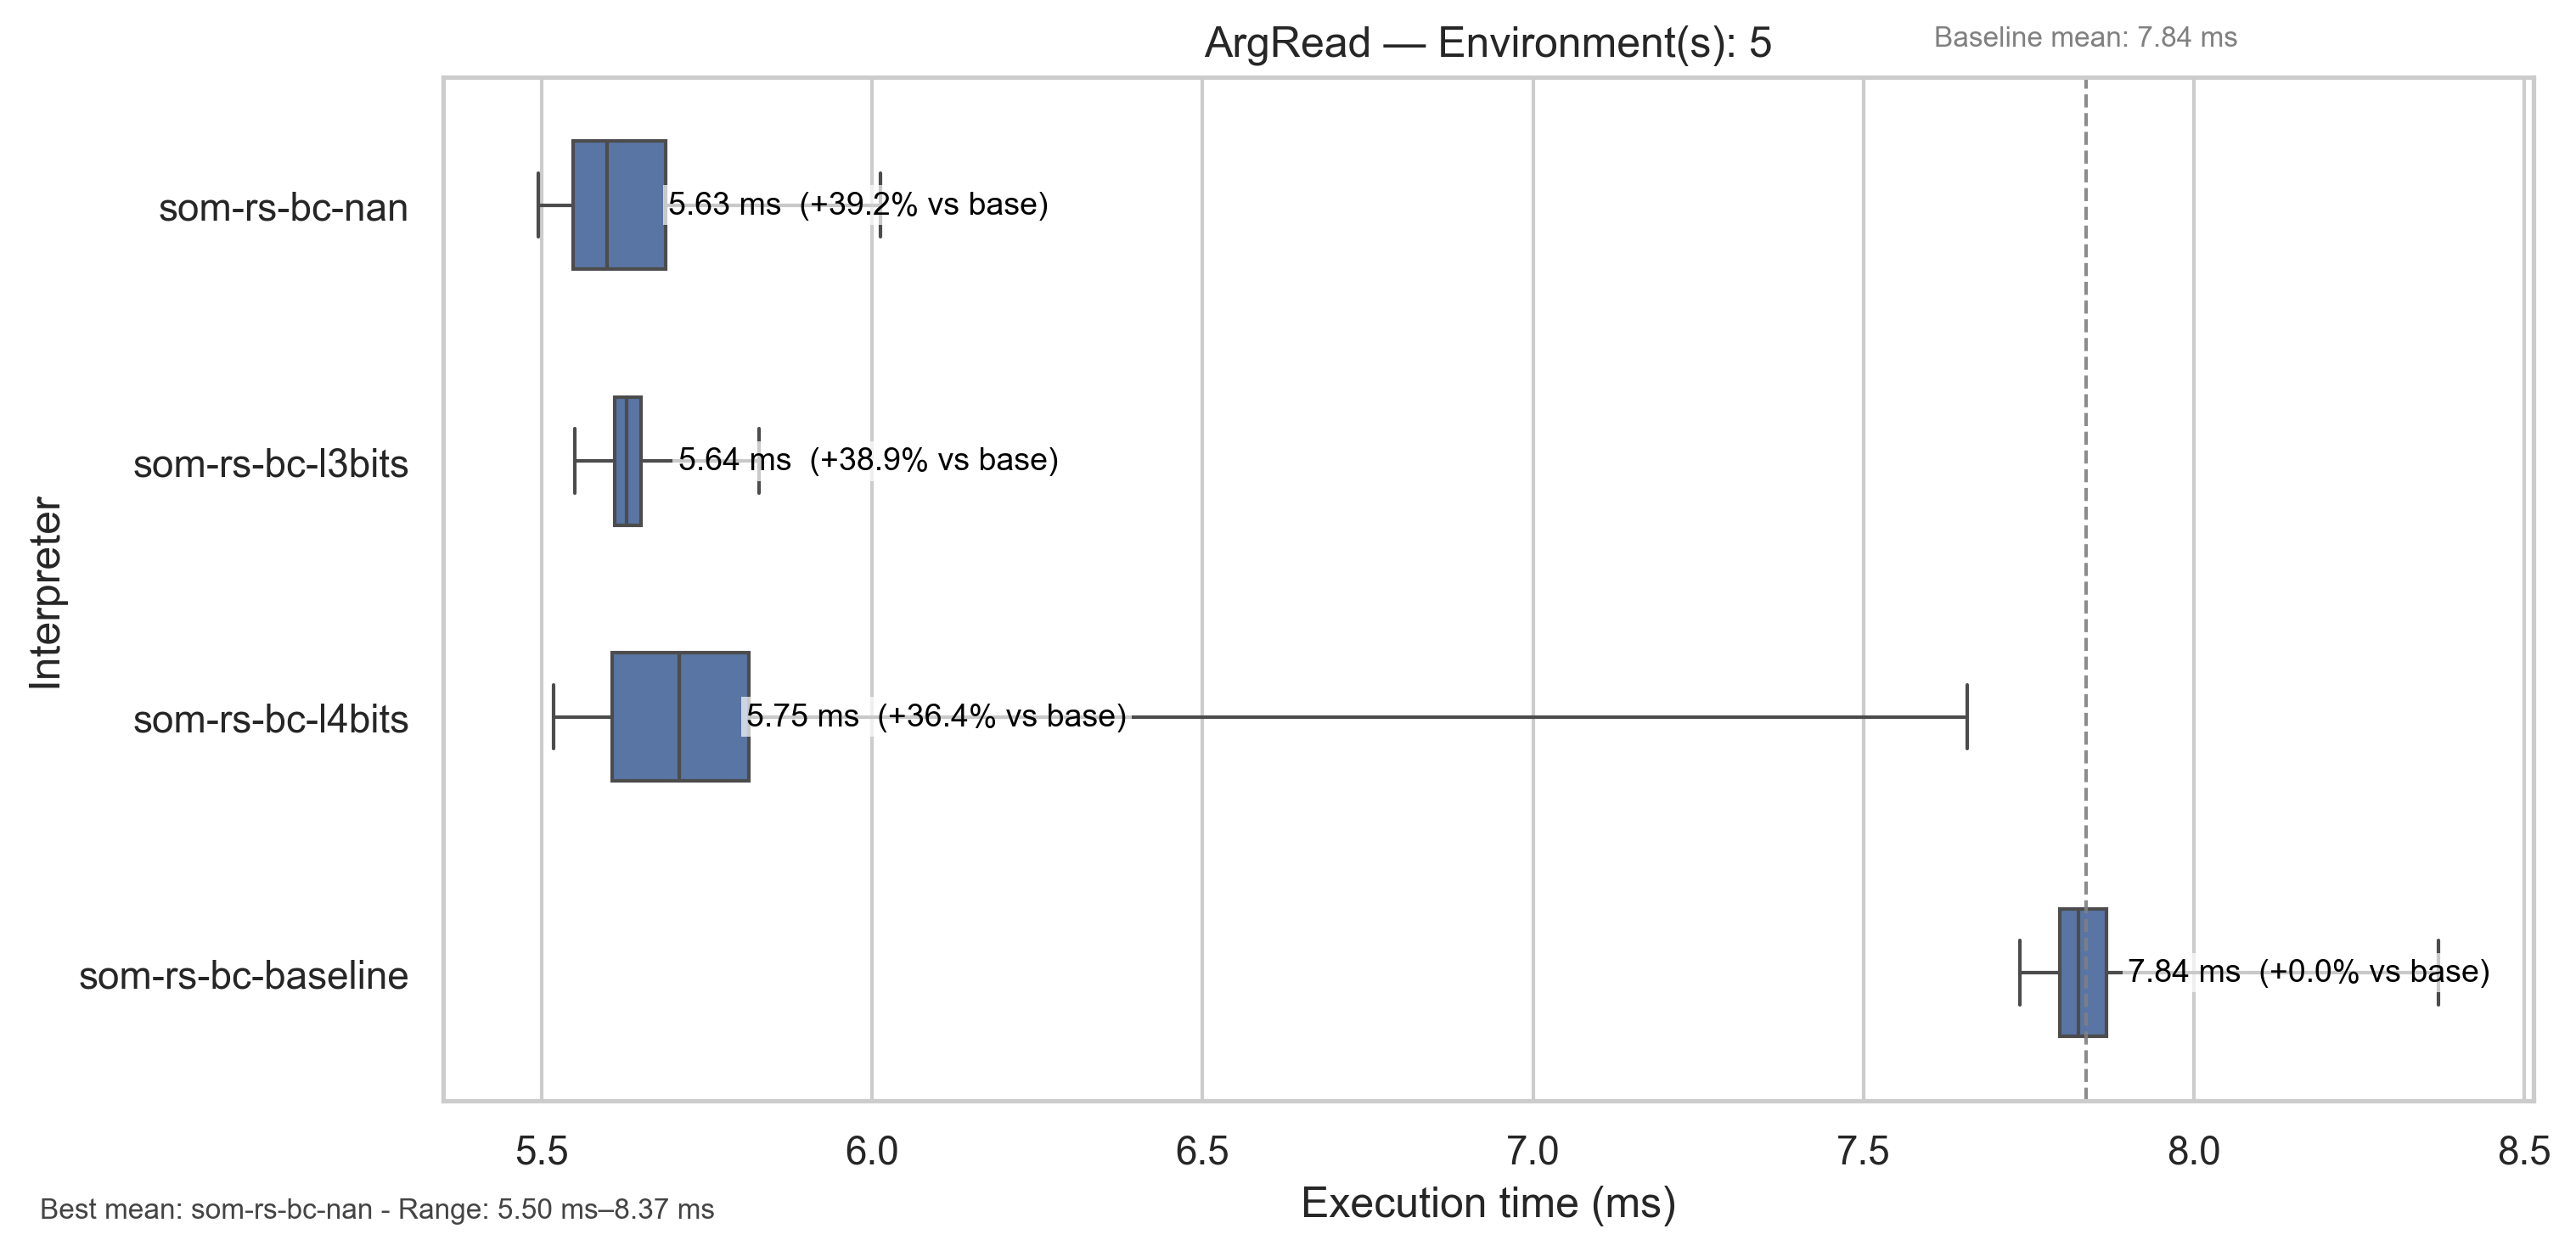 ArgRead — Environment(s): 5
Baseline mean: 7.84 ms
som-rs-bc-nan
5.63 ms (+39.2% vs base)
som-rs-bc-l3bits
5.64 ms (+38.9% vs base)
som-rs-bc-l4bits
5.75 ms (+36.4% vs base)
som-rs-bc-baseline
7.84 ms (+0.0% vs base)
Interpreter
5.5 6.0 6.5 7.0 7.5 8.0 8.5
Execution time (ms)
Best mean: som-rs-bc-nan - Range: 5.50 ms–8.37 ms